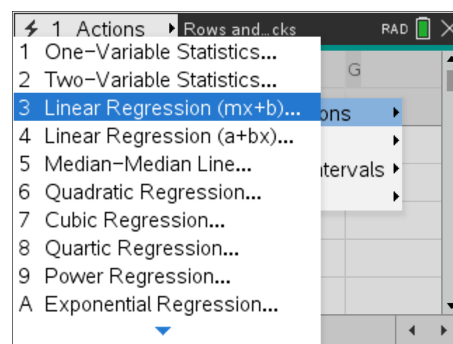 1 Actions Rows and...cks RAD
1 One–Variable Statistics...
2 Two–Variable Statistics...
G
3 Linear Regression (mx+b)...
ons
4 Linear Regression (a+bx)...
5 Median–Median Line...
tervals
6 Quadratic Regression...
7 Cubic Regression...
8 Quartic Regression...
9 Power Regression...
A Exponential Regression...